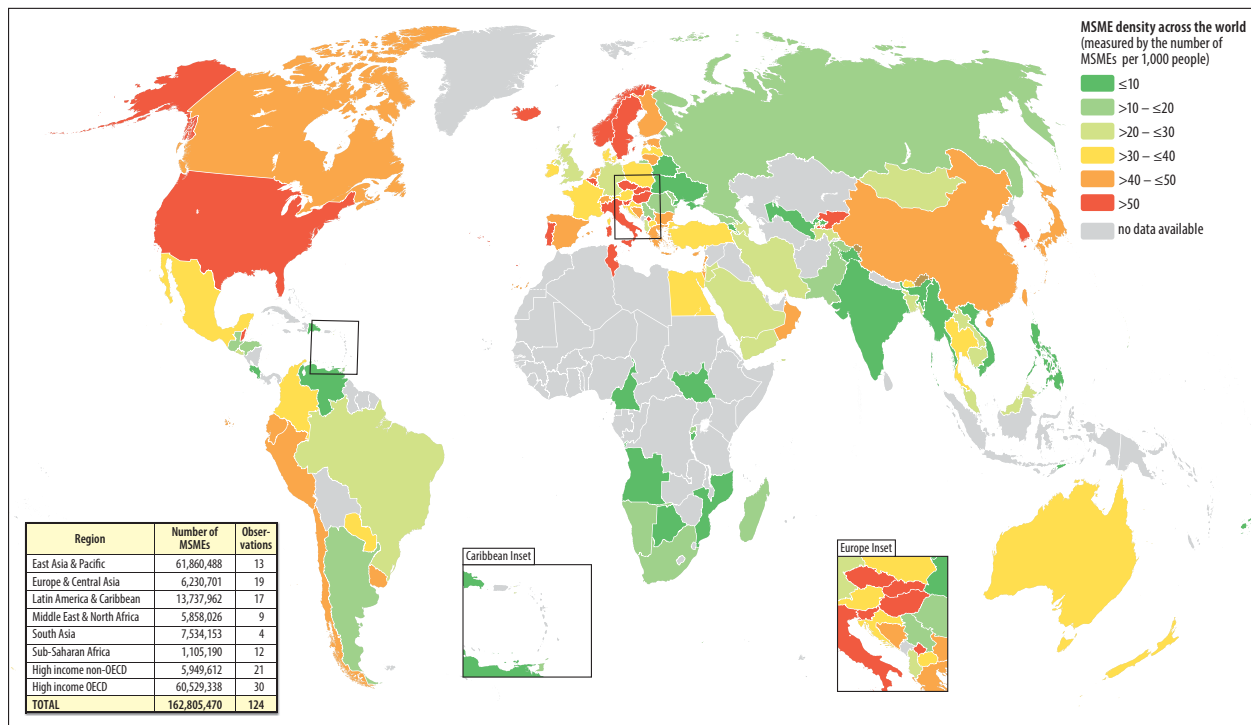 MSME density across the world
(measured by the number of
MSMEs per 1,000 people)
≤10
>10 – ≤20
>20 – ≤30
>30 – ≤40
>40 – ≤50
>50
no data available
Region Number of MSMEs Obser-vations
East Asia & Pacific 61,860,488 13
Europe & Central Asia 6,230,701 19
Latin America & Caribbean 13,737,962 17
Middle East & North Africa 5,858,026 9
South Asia 7,534,153 4
Sub-Saharan Africa 1,105,190 12
High income non-OECD 5,949,612 21
High income OECD 60,529,338 30
TOTAL 162,805,470 124
Caribbean Inset
Europe Inset